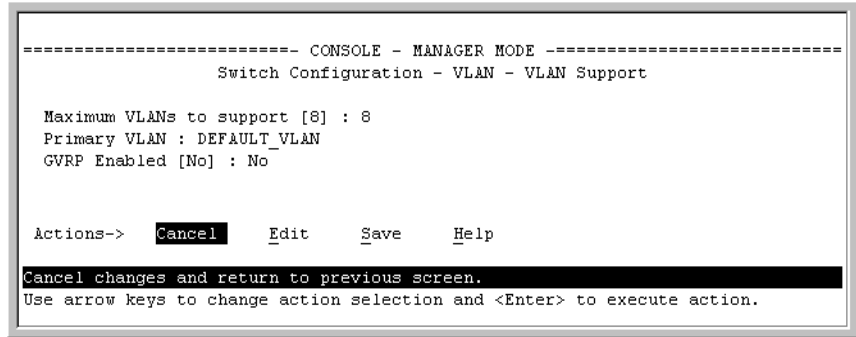 ===========================- CONSOLE - MANAGER MODE -============================
Switch Configuration - VLAN - VLAN Support
Maximum VLANs to support [8] : 8
Primary VLAN : DEFAULT_VLAN
GVRP Enabled [No] : No
Actions-> Cancel Edit Save Help
Cancel changes and return to previous screen.
Use arrow keys to change action selection and <Enter> to execute action.